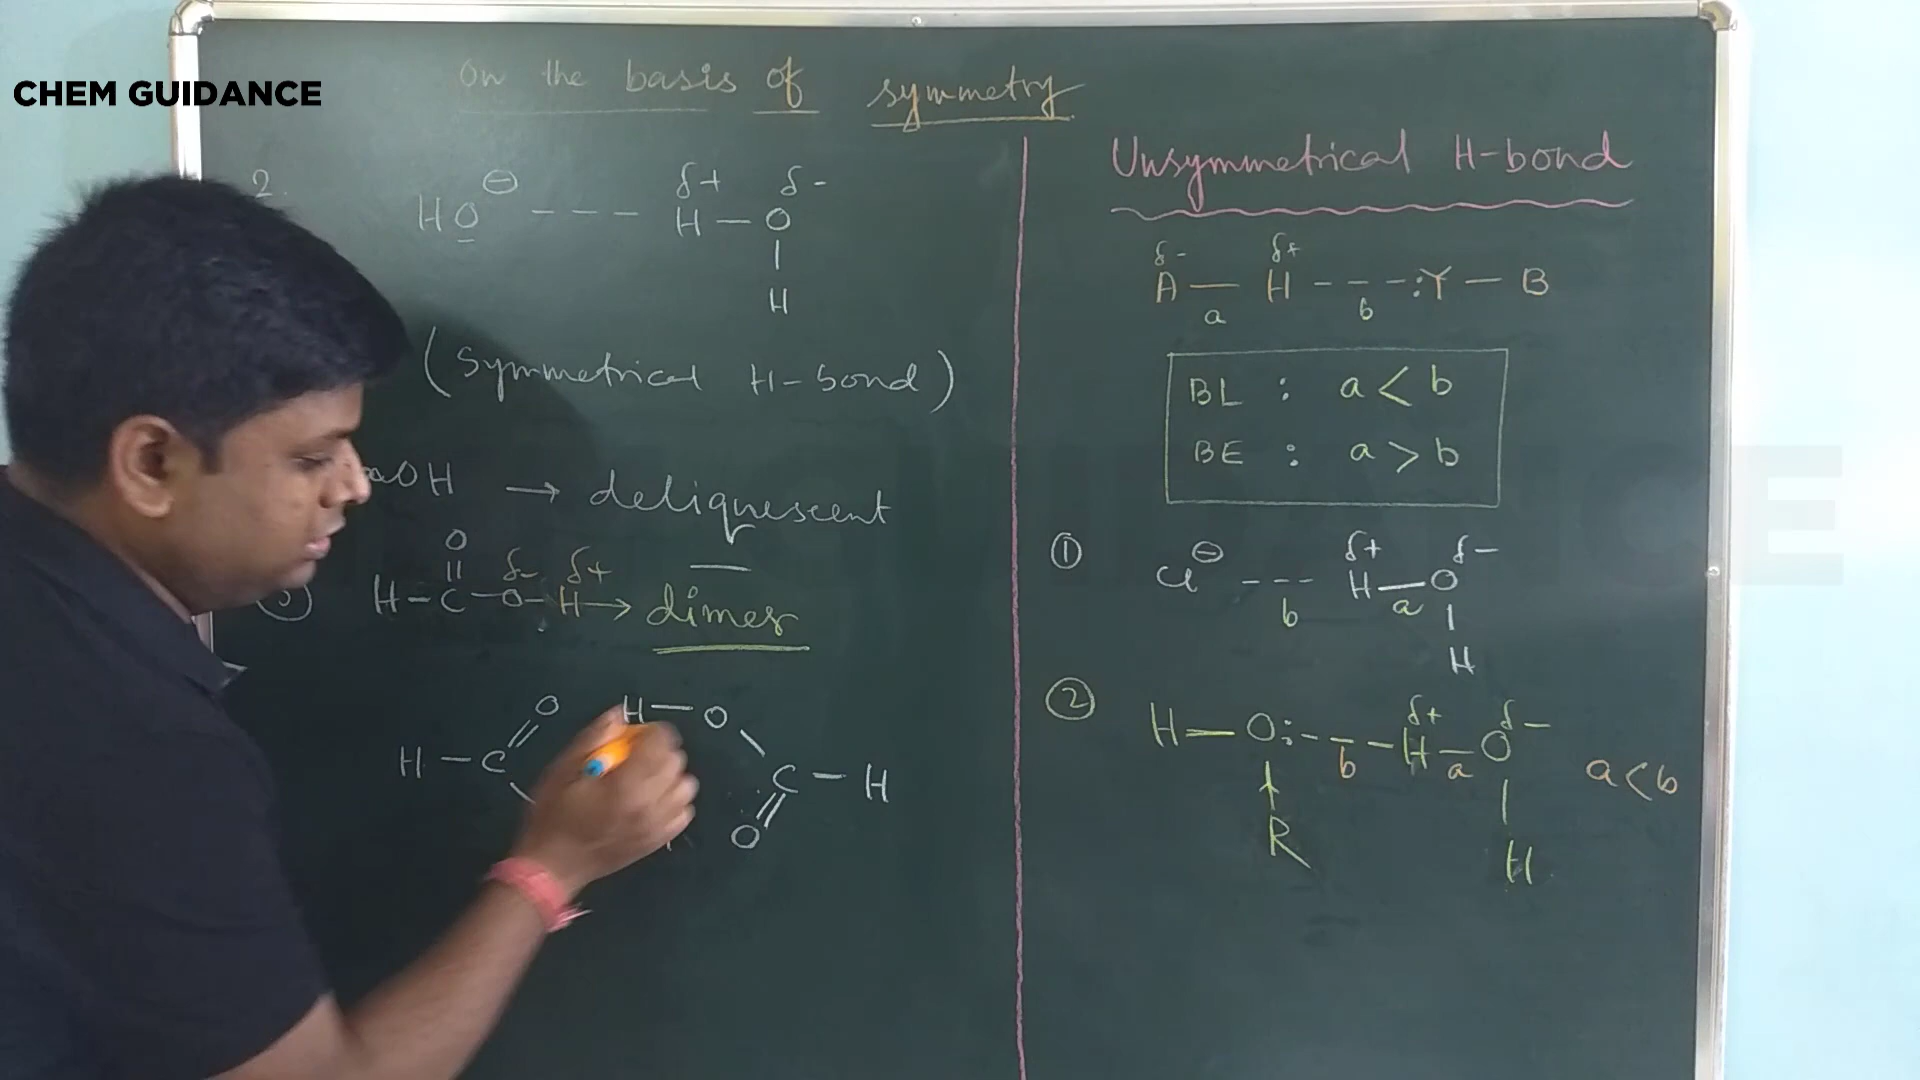 CHEM GUIDANCE
On the basis of symmetry
2.
⊖ δ+ δ-
HO - - - H — O
|
H
(Symmetrical H-bond)
aOH → deliquescent
O
|| δ- δ+
H-C-O-H → dimer
O H — O
H — C
C — H
O
Unsymmetrical H-bond
δ- δ+
A — H - - - :Y — B
a b
BL : a < b
BE : a > b
① Cl⊖ - - - H — O
δ+ δ-
b a
|
H
② H — O: - - - H — O
δ+ δ-
b a
a < b
R
H